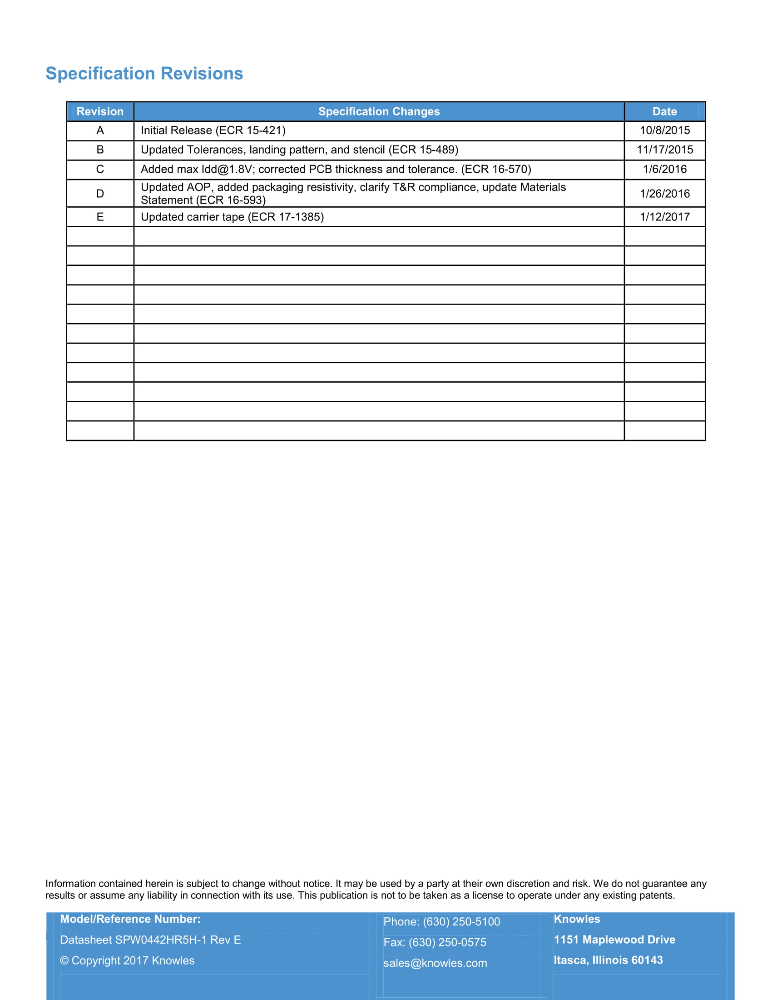 Specification Revisions
Revision Specification Changes Date
A Initial Release (ECR 15-421) 10/8/2015
B Updated Tolerances, landing pattern, and stencil (ECR 15-489) 11/17/2015
C Added max Idd@1.8V; corrected PCB thickness and tolerance. (ECR 16-570) 1/6/2016
D Updated AOP, added packaging resistivity, clarify T&R compliance, update Materials
Statement (ECR 16-593) 1/26/2016
E Updated carrier tape (ECR 17-1385) 1/12/2017
Information contained herein is subject to change without notice. It may be used by a party at their own discretion and risk. We do not guarantee any
results or assume any liability in connection with its use. This publication is not to be taken as a license to operate under any existing patents.
Model/Reference Number:
Datasheet SPW0442HR5H-1 Rev E
© Copyright 2017 Knowles
Phone: (630) 250-5100
Fax: (630) 250-0575
sales@knowles.com
Knowles
1151 Maplewood Drive
Itasca, Illinois 60143